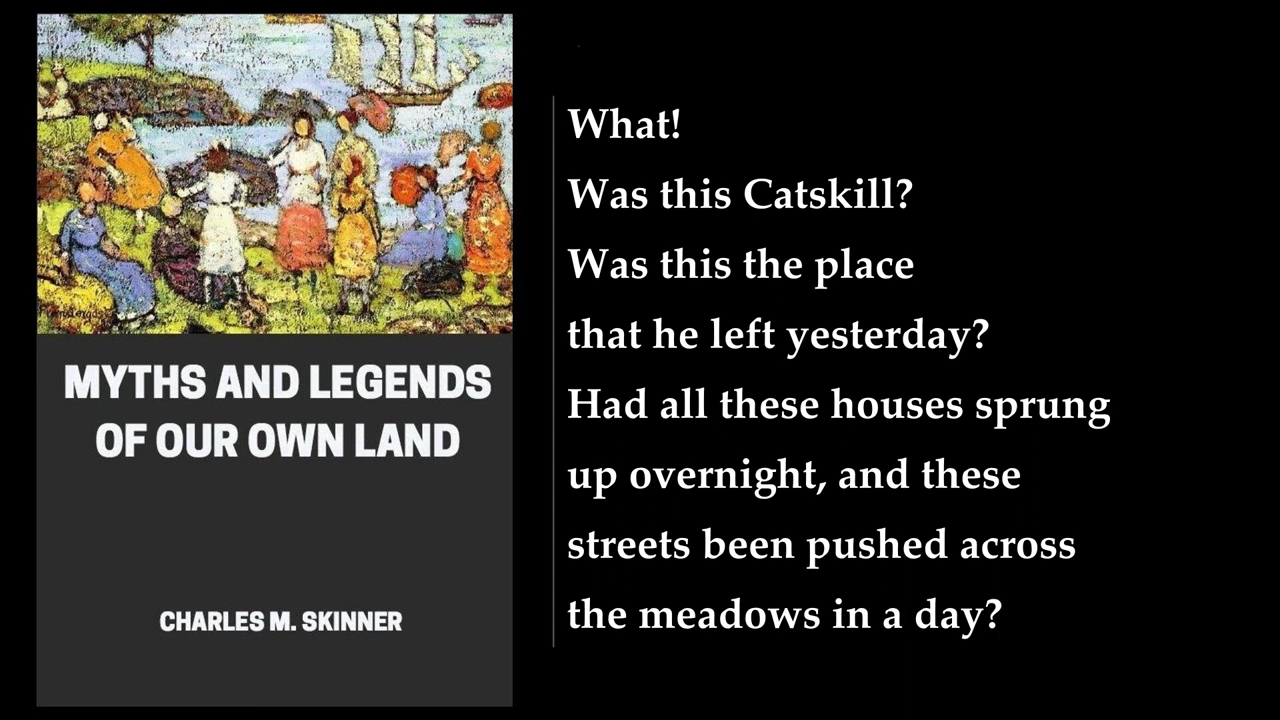 MYTHS AND LEGENDS
OF OUR OWN LAND
CHARLES M. SKINNER
What!
Was this Catskill?
Was this the place
that he left yesterday?
Had all these houses sprung
up overnight, and these
streets been pushed across
the meadows in a day?